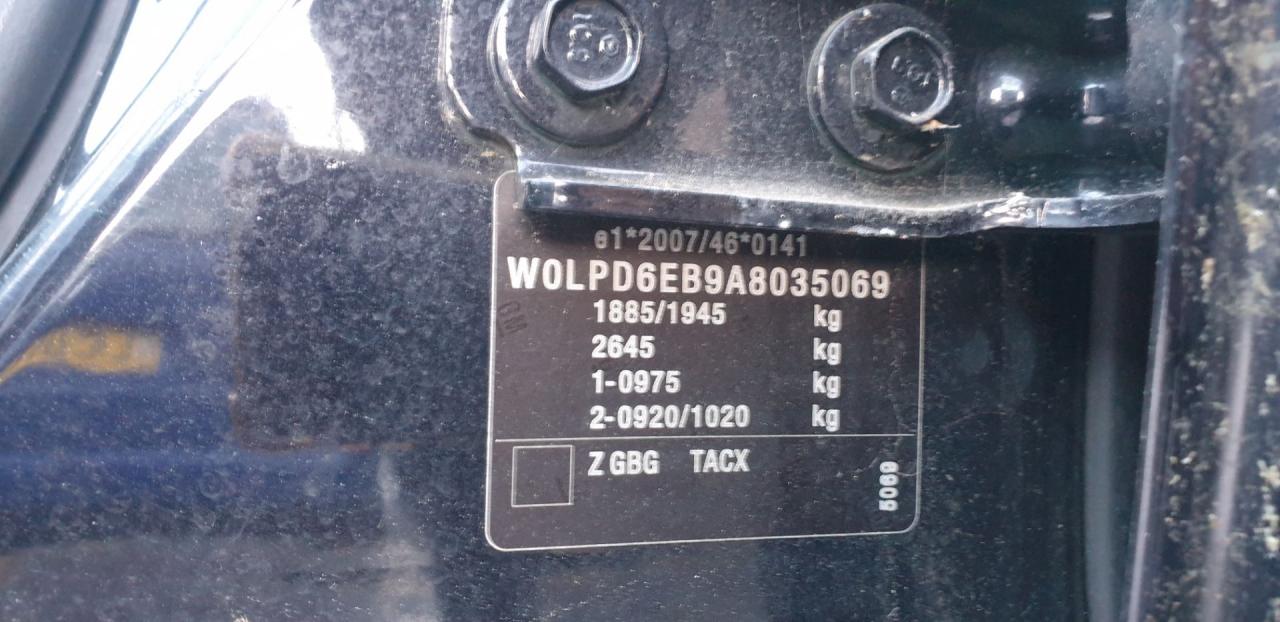 e1*2007/46*0141
W0LPD6EB9A8035069
1885/1945 kg
2645 kg
1-0975 kg
2-0920/1020 kg
Z GBG TACX
5069
GM